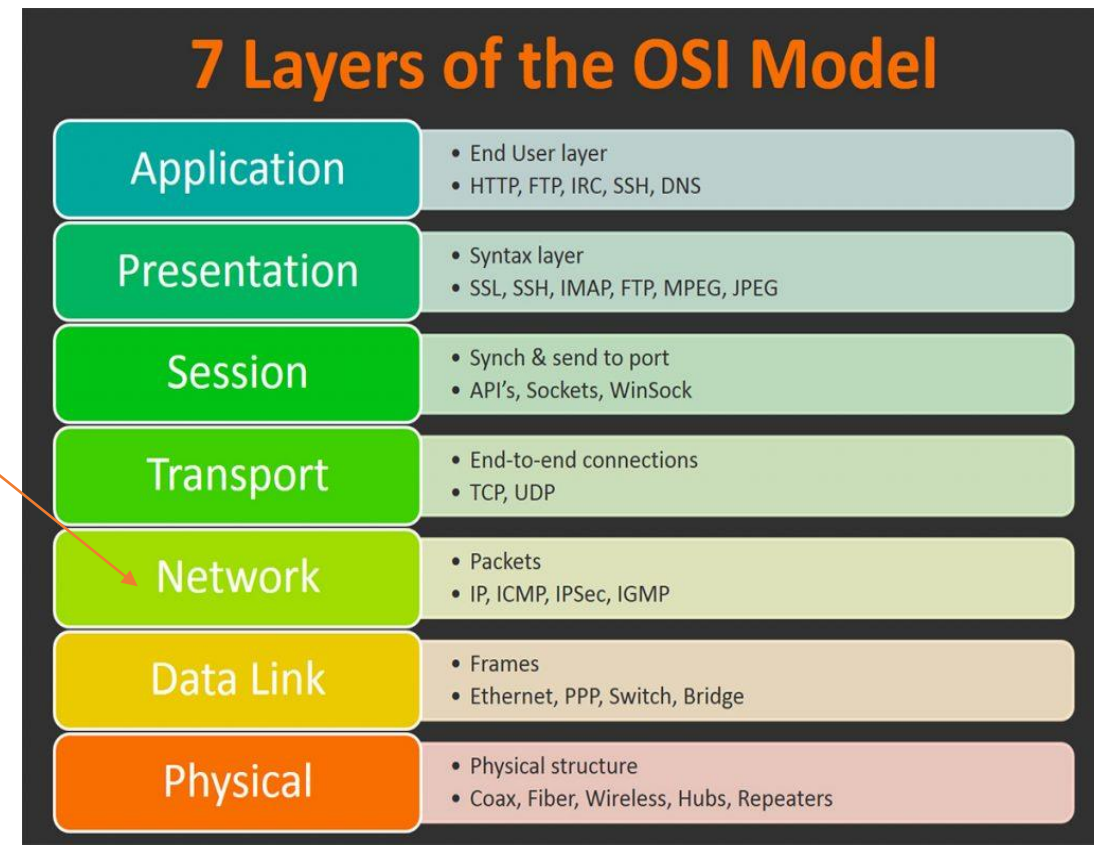 7 Layers of the OSI Model
Application
• End User layer
• HTTP, FTP, IRC, SSH, DNS
Presentation
• Syntax layer
• SSL, SSH, IMAP, FTP, MPEG, JPEG
Session
• Synch & send to port
• API's, Sockets, WinSock
Transport
• End-to-end connections
• TCP, UDP
Network
• Packets
• IP, ICMP, IPSec, IGMP
Data Link
• Frames
• Ethernet, PPP, Switch, Bridge
Physical
• Physical structure
• Coax, Fiber, Wireless, Hubs, Repeaters